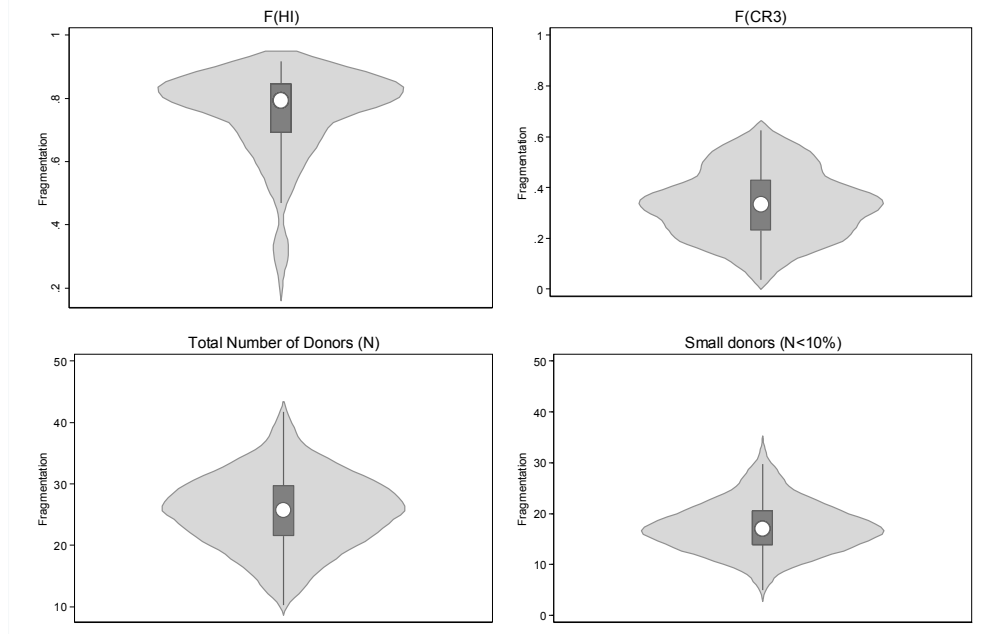 F(HI)
Fragmentation
1
.8
.6
.4
.2
F(CR3)
Fragmentation
1
.8
.6
.4
.2
0
Total Number of Donors (N)
Fragmentation
50
40
30
20
10
Small donors (N<10%)
Fragmentation
50
40
30
20
10
0